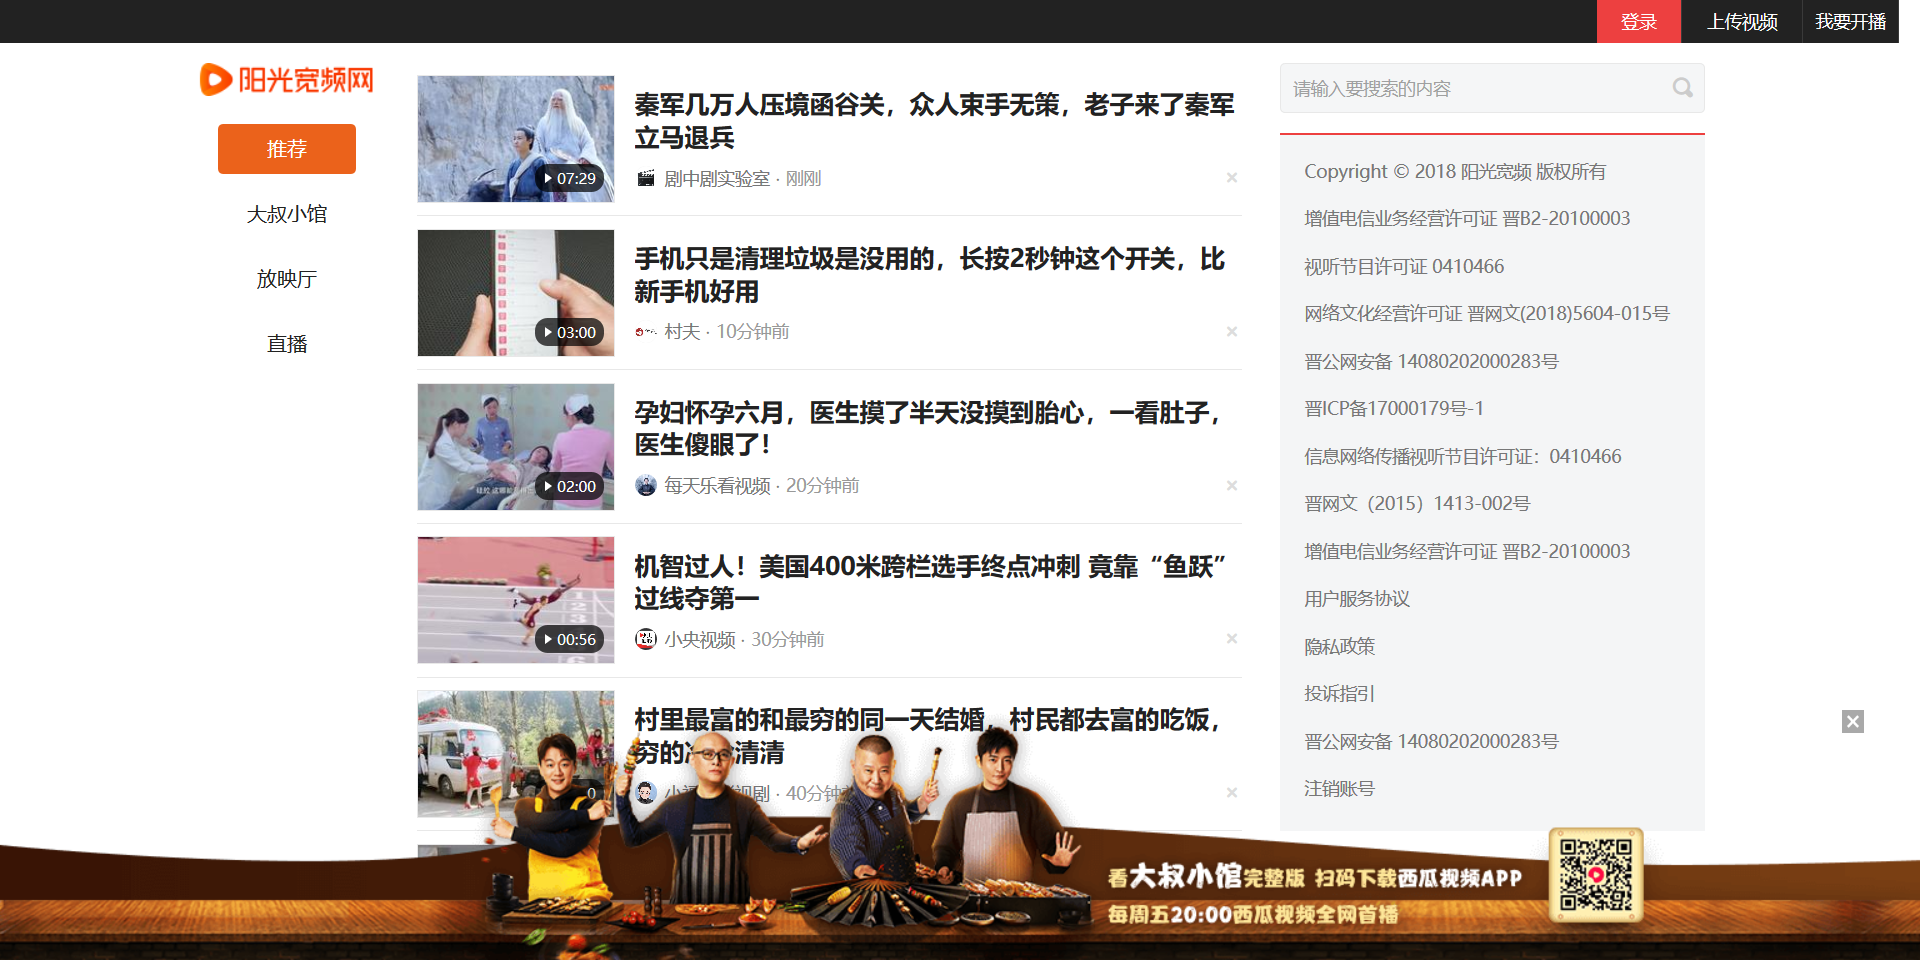 登录
上传视频
我要开播
阳光宽频网
推荐
大叔小馆
放映厅
直播
07:29
秦军几万人压境函谷关，众人束手无策，老子来了秦军
立马退兵
剧中剧实验室 · 刚刚
03:00
手机只是清理垃圾是没用的，长按2秒钟这个开关，比
新手机好用
村夫 · 10分钟前
02:00
孕妇怀孕六月，医生摸了半天没摸到胎心，一看肚子，
医生傻眼了！
每天乐看视频 · 20分钟前
00:56
机智过人！美国400米跨栏选手终点冲刺 竟靠“鱼跃”
过线夺第一
小央视频 · 30分钟前
村里最富的和最穷的同一天结婚，村民都去富的吃饭，
穷的冷冷清清
40分钟前
请输入要搜索的内容
Copyright © 2018 阳光宽频 版权所有
增值电信业务经营许可证 晋B2-20100003
视听节目许可证 0410466
网络文化经营许可证 晋网文(2018)5604-015号
晋公网安备 14080202000283号
晋ICP备17000179号-1
信息网络传播视听节目许可证：0410466
晋网文（2015）1413-002号
增值电信业务经营许可证 晋B2-20100003
用户服务协议
隐私政策
投诉指引
晋公网安备 14080202000283号
注销账号
看大叔小馆完整版 扫码下载西瓜视频APP
每周五20:00西瓜视频全网首播